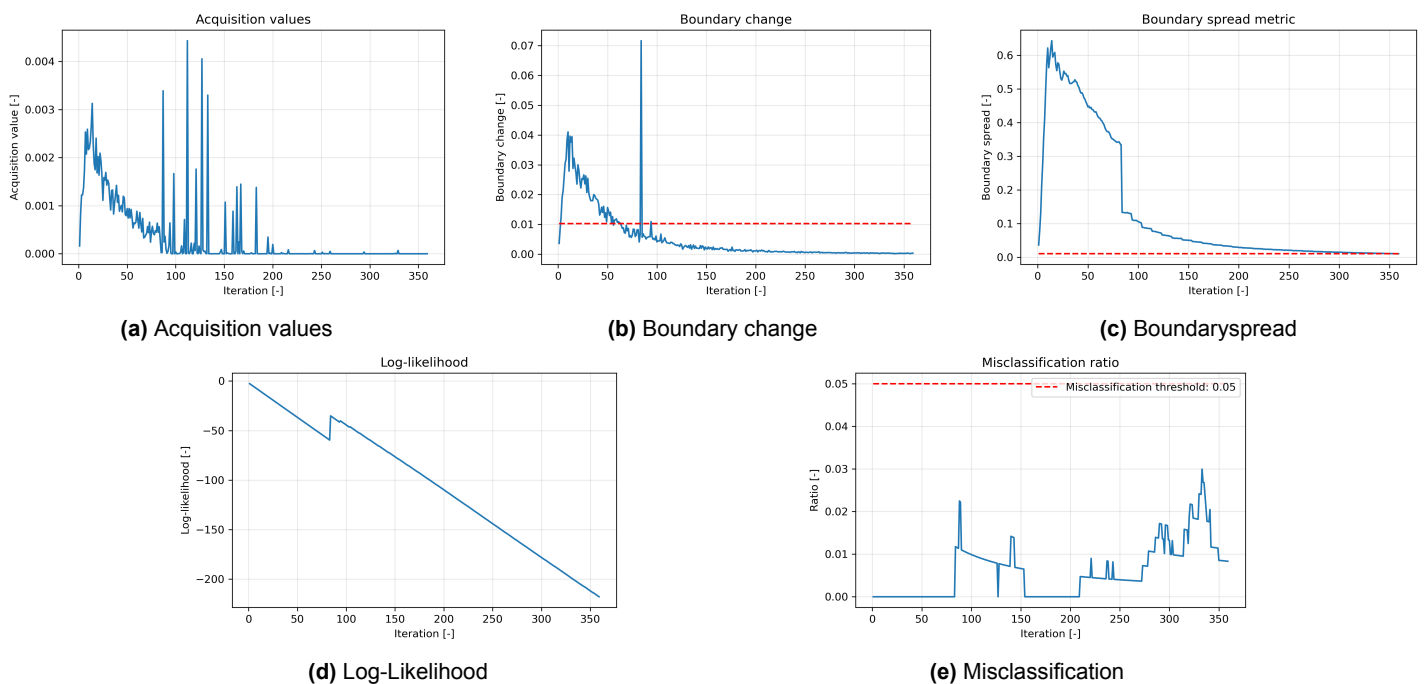 Acquisition values
Acquisition value [-]
0.004
0.003
0.002
0.001
0.000
0 50 100 150 200 250 300 350
Iteration [-]
(a) Acquisition values
Boundary change
Boundary change [-]
0.07
0.06
0.05
0.04
0.03
0.02
0.010
0.00
0 50 100 150 200 250 300 350
Iteration [-]
(b) Boundary change
Boundary spread metric
Boundary spread [-]
0.6
0.5
0.4
0.3
0.2
0.1
0.0
0 50 100 150 200 250 300 350
Iteration [-]
(c) Boundaryspread
Log-likelihood
Log-likelihood [-]
0
−50
−100
−150
−200
0 50 100 150 200 250 300 350
Iteration [-]
(d) Log-Likelihood
Misclassification ratio
Ratio [-]
0.05
0.04
0.03
0.02
0.01
0.00
Misclassification threshold: 0.05
0 50 100 150 200 250 300 350
Iteration [-]
(e) Misclassification